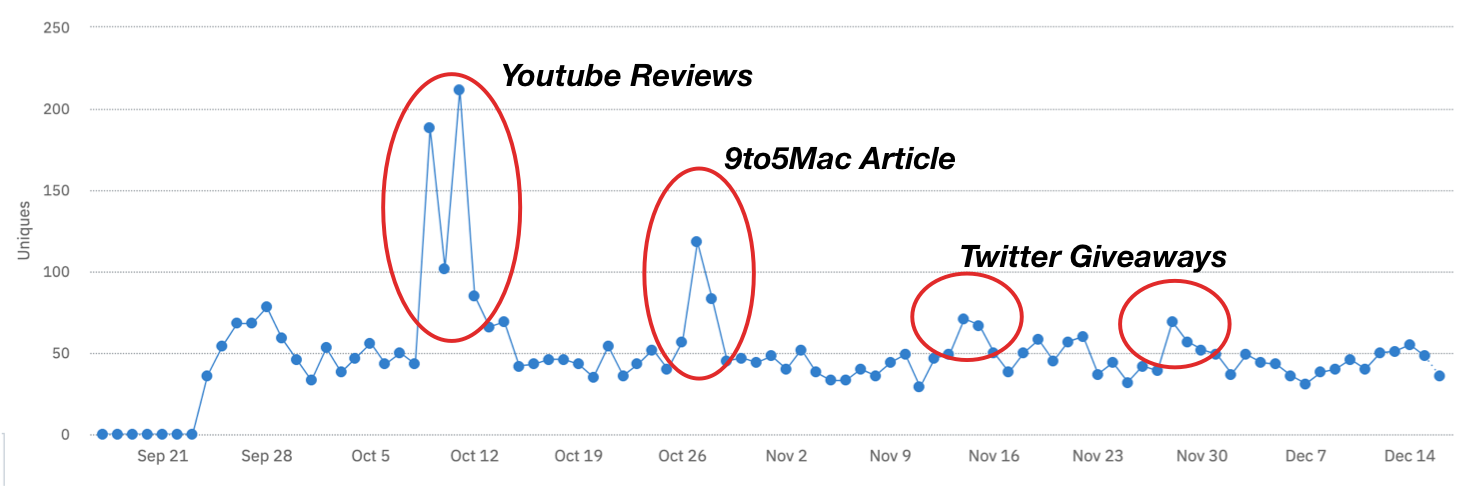 250
Youtube Reviews
200
9to5Mac Article
150
Uniques
Twitter Giveaways
100
50
0
Sep 21 Sep 28 Oct 5 Oct 12 Oct 19 Oct 26 Nov 2 Nov 9 Nov 16 Nov 23 Nov 30 Dec 7 Dec 14